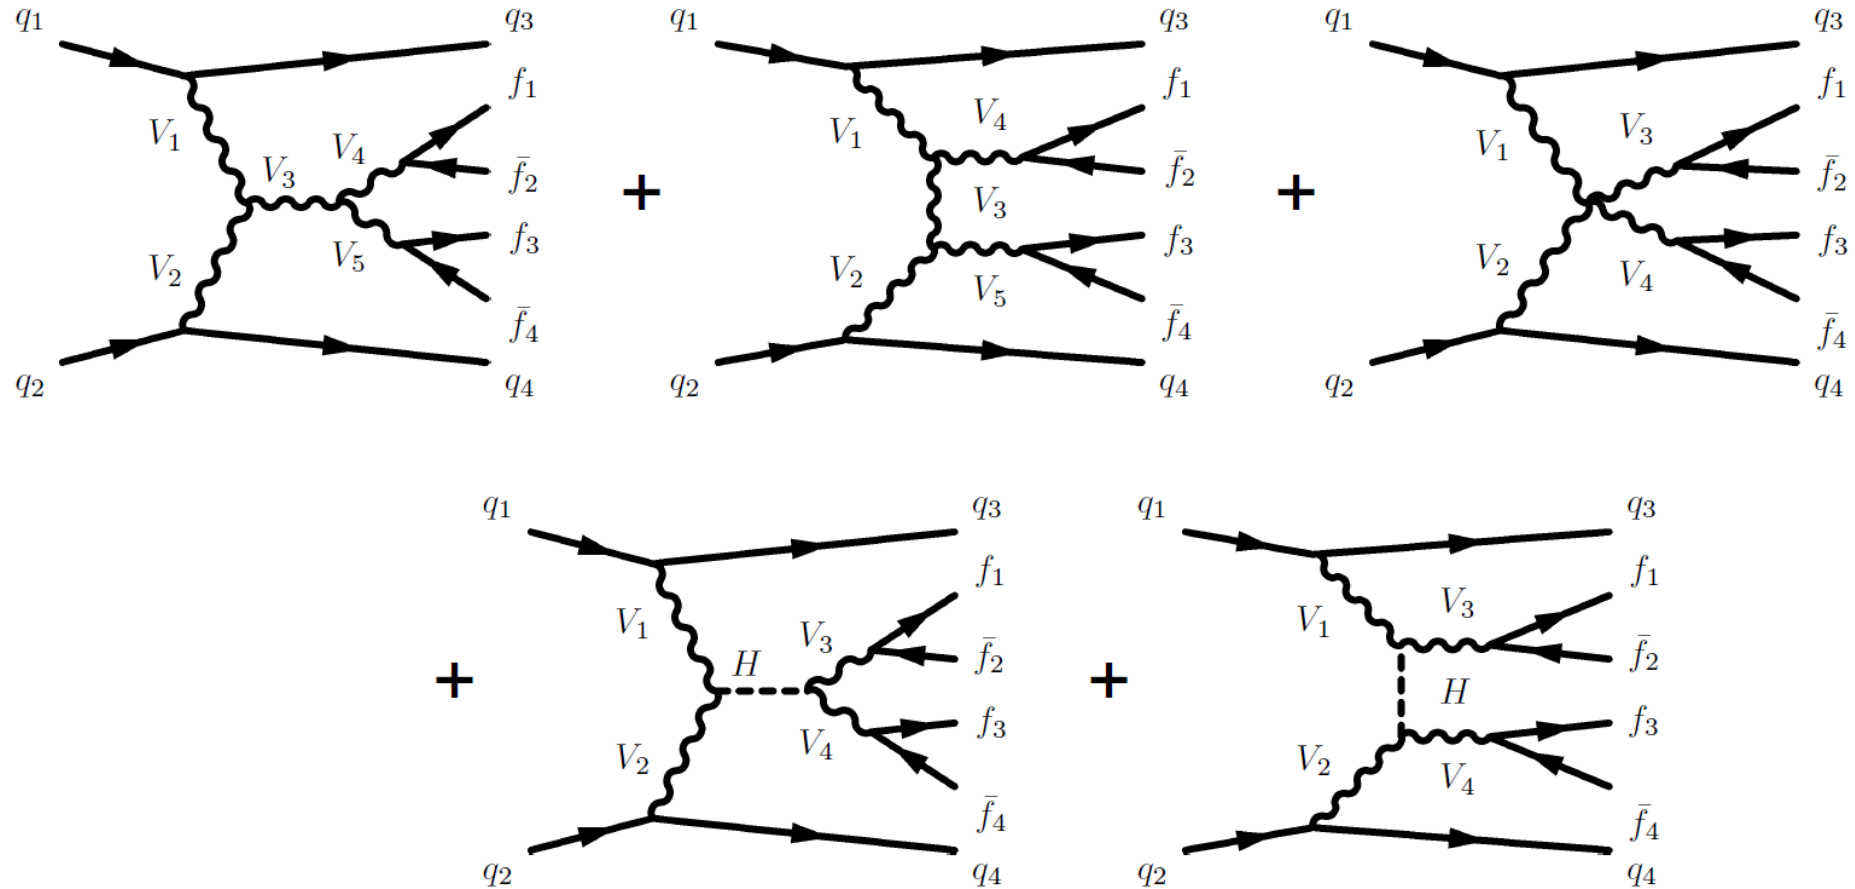 q₁ q₃ q₁ q₃ q₁ q₃
f₁ f₁ f₁
V₁ V₄ V₁ V₄ V₁ V₃
V₃ f̄₂ + V₃ f̄₂ + f̄₂
V₂ V₅ f₃ V₂ V₅ f₃ V₂ V₄ f₃
f̄₄ f̄₄ f̄₄
q₂ q₄ q₂ q₄ q₂ q₄
q₁ q₃ q₁ q₃
f₁ f₁
V₁ V₃ V₁ V₃
+ H f̄₂ + H f̄₂
V₂ V₄ f₃ V₂ V₄ f₃
f̄₄ f̄₄
q₂ q₄ q₂ q₄